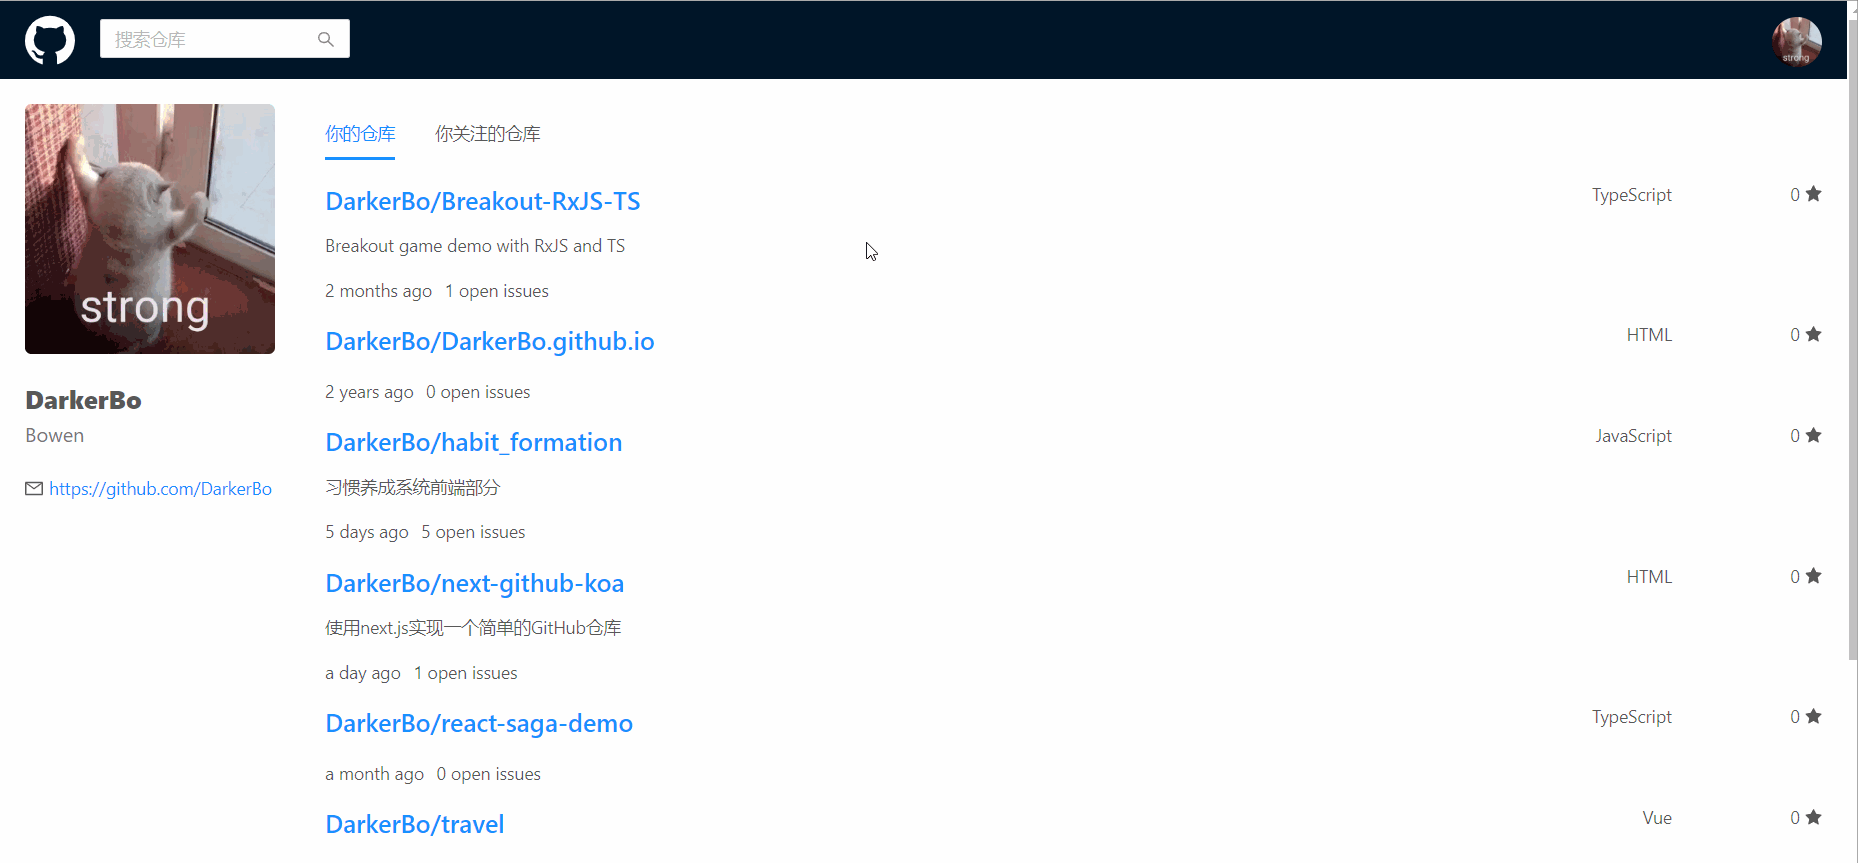 搜索仓库
strong
strong
DarkerBo
Bowen
https://github.com/DarkerBo
你的仓库 你关注的仓库
DarkerBo/Breakout-RxJS-TS TypeScript 0
Breakout game demo with RxJS and TS
2 months ago 1 open issues
DarkerBo/DarkerBo.github.io HTML 0
2 years ago 0 open issues
DarkerBo/habit_formation JavaScript 0
习惯养成系统前端部分
5 days ago 5 open issues
DarkerBo/next-github-koa HTML 0
使用next.js实现一个简单的GitHub仓库
a day ago 1 open issues
DarkerBo/react-saga-demo TypeScript 0
a month ago 0 open issues
DarkerBo/travel Vue 0